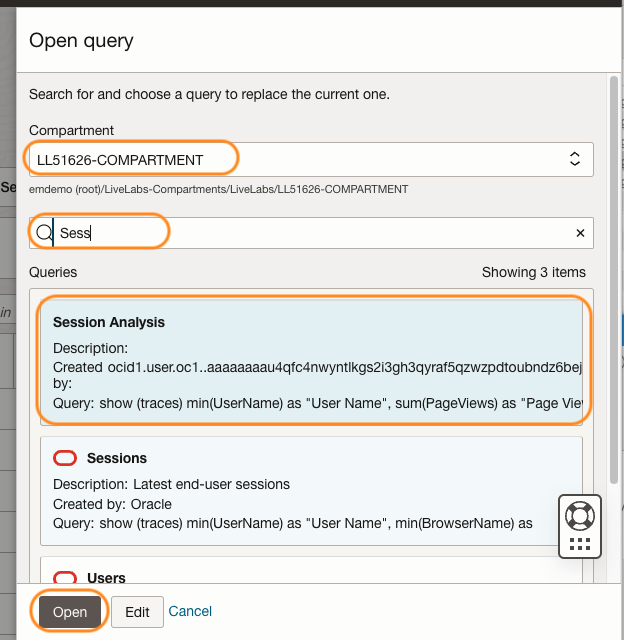 Open query
Search for and choose a query to replace the current one.
Compartment
LL51626-COMPARTMENT
emdemo (root)/LiveLabs-Compartments/LiveLabs/LL51626-COMPARTMENT
Se
Sess
Queries
Showing 3 items
in
Session Analysis
Description:
Created ocid1.user.oc1..aaaaaaaau4qfc4nwyntlkgs2i3gh3qyraf5qzwzpdtoubndz6bej
by:
Query: show (traces) min(UserName) as "User Name", sum(PageViews) as "Page Vie
Sessions
Description: Latest end-user sessions
Created by: Oracle
Query: show (traces) min(UserName) as "User Name", min(BrowserName) as
Users
Open
Edit
Cancel